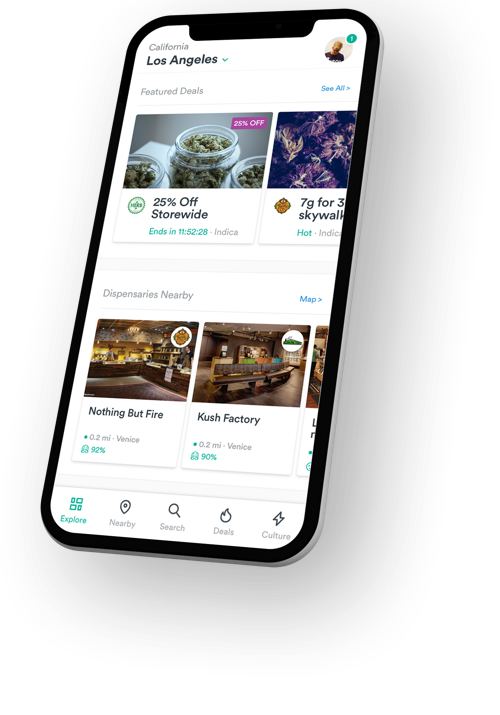 California
Los Angeles
1
Featured Deals
See All >
25% OFF
25% Off
Storewide
Ends in 11:52:28 · Indica
7g for 3
skywalk
Hot · Indica
Dispensaries Nearby
Map >
Nothing But Fire
0.2 mi · Venice
92%
Kush Factory
0.2 mi · Venice
90%
Explore
Nearby
Search
Deals
Culture